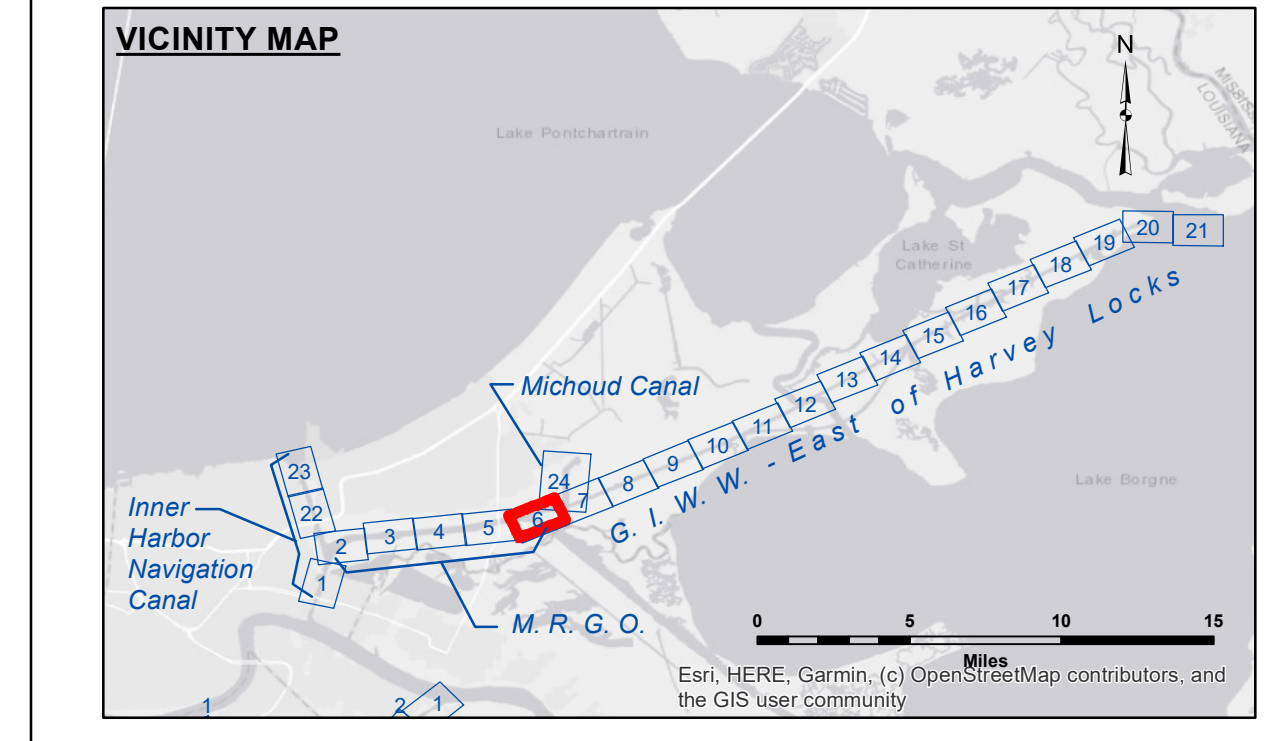 VICINITY MAP
N
MISSISS
LOUISIANA
Lake Pontchartrain
20
21
19
Lake St
Catherine
18
17
16
15
14
13
12
11
10
9
8
G. I. W. W. - East of Harvey Locks
Michoud Canal
24
7
6
5
4
3
2
23
22
1
Inner
Harbor
Navigation
Canal
M. R. G. O.
Lake Borgne
0 5 10 15
Miles
Esri, HERE, Garmin, (c) OpenStreetMap contributors, and
the GIS user community
1
2
1